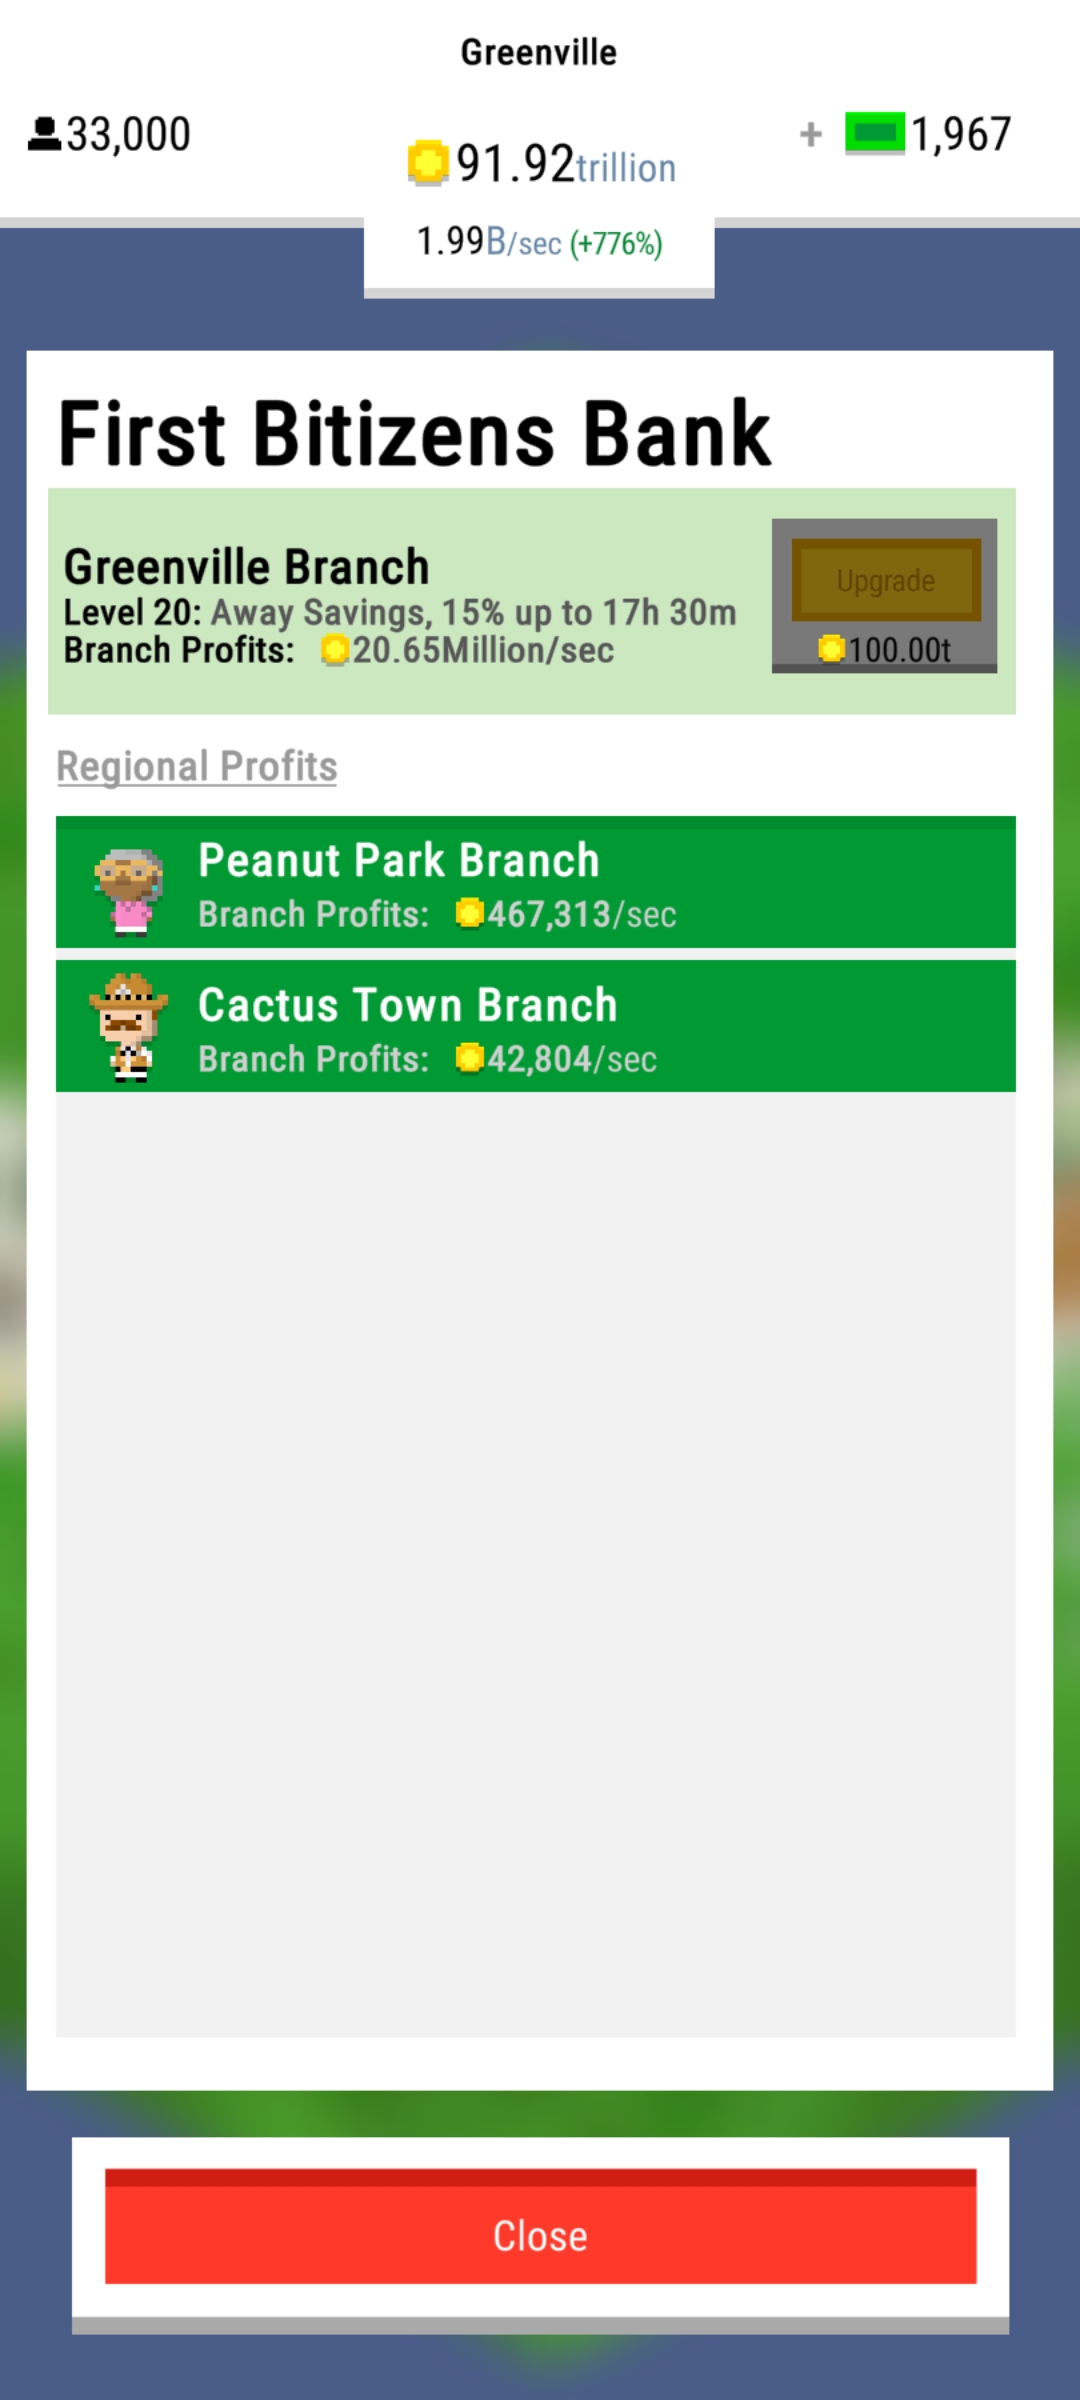 Greenville
33,000
+ 1,967
91.92trillion
1.99B/sec (+776%)
First Bitizens Bank
Greenville Branch
Level 20: Away Savings, 15% up to 17h 30m
Branch Profits: 20.65Million/sec
Upgrade
100.00t
Regional Profits
Peanut Park Branch
Branch Profits: 467,313/sec
Cactus Town Branch
Branch Profits: 42,804/sec
Close